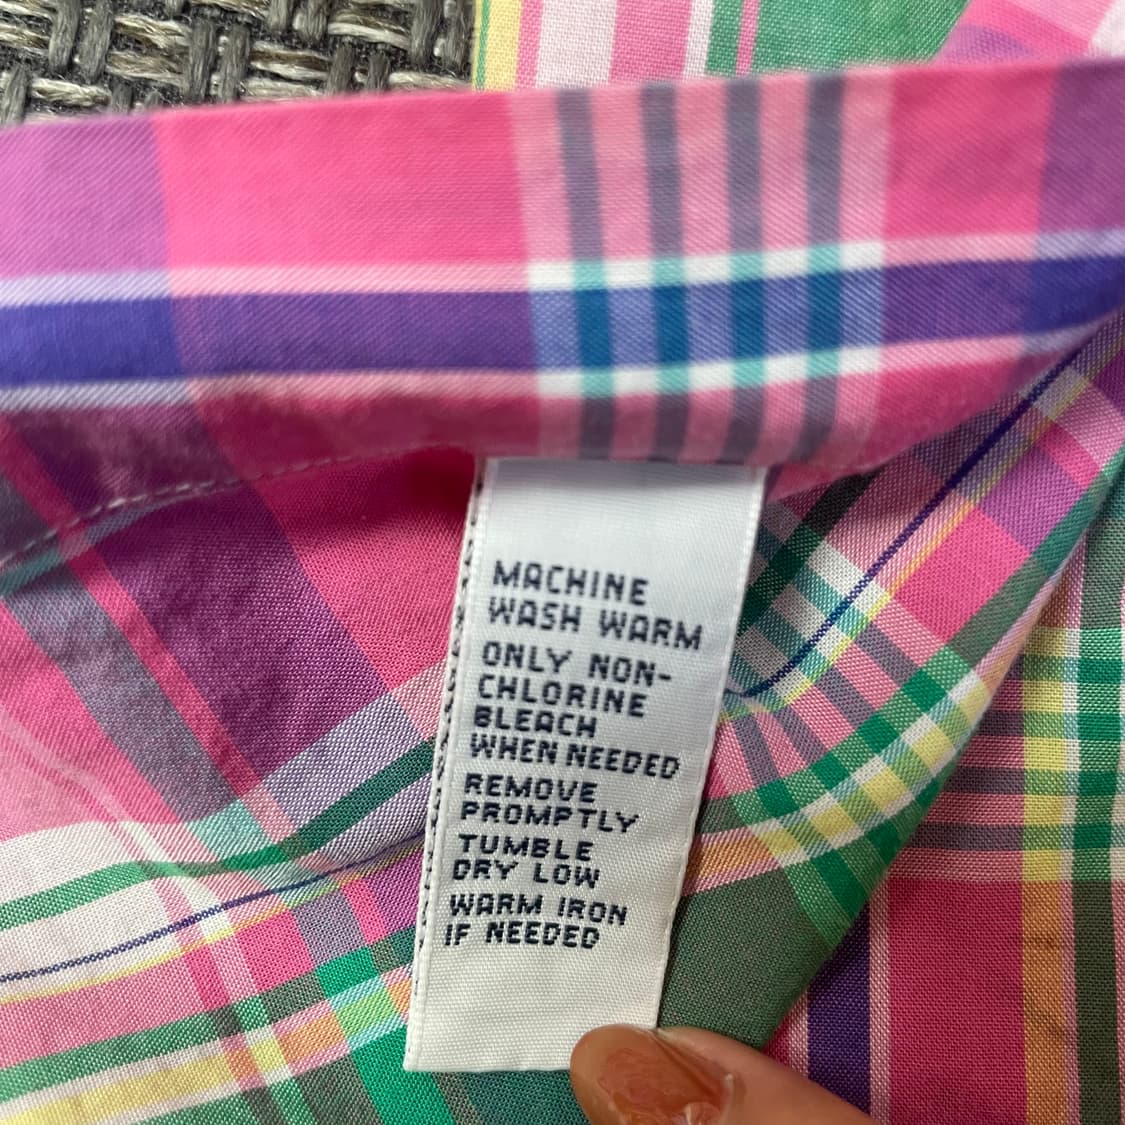 MACHINE
WASH WARM
ONLY NON-
CHLORINE
BLEACH
WHEN NEEDED
REMOVE
PROMPTLY
TUMBLE
DRY LOW
WARM IRON
IF NEEDED